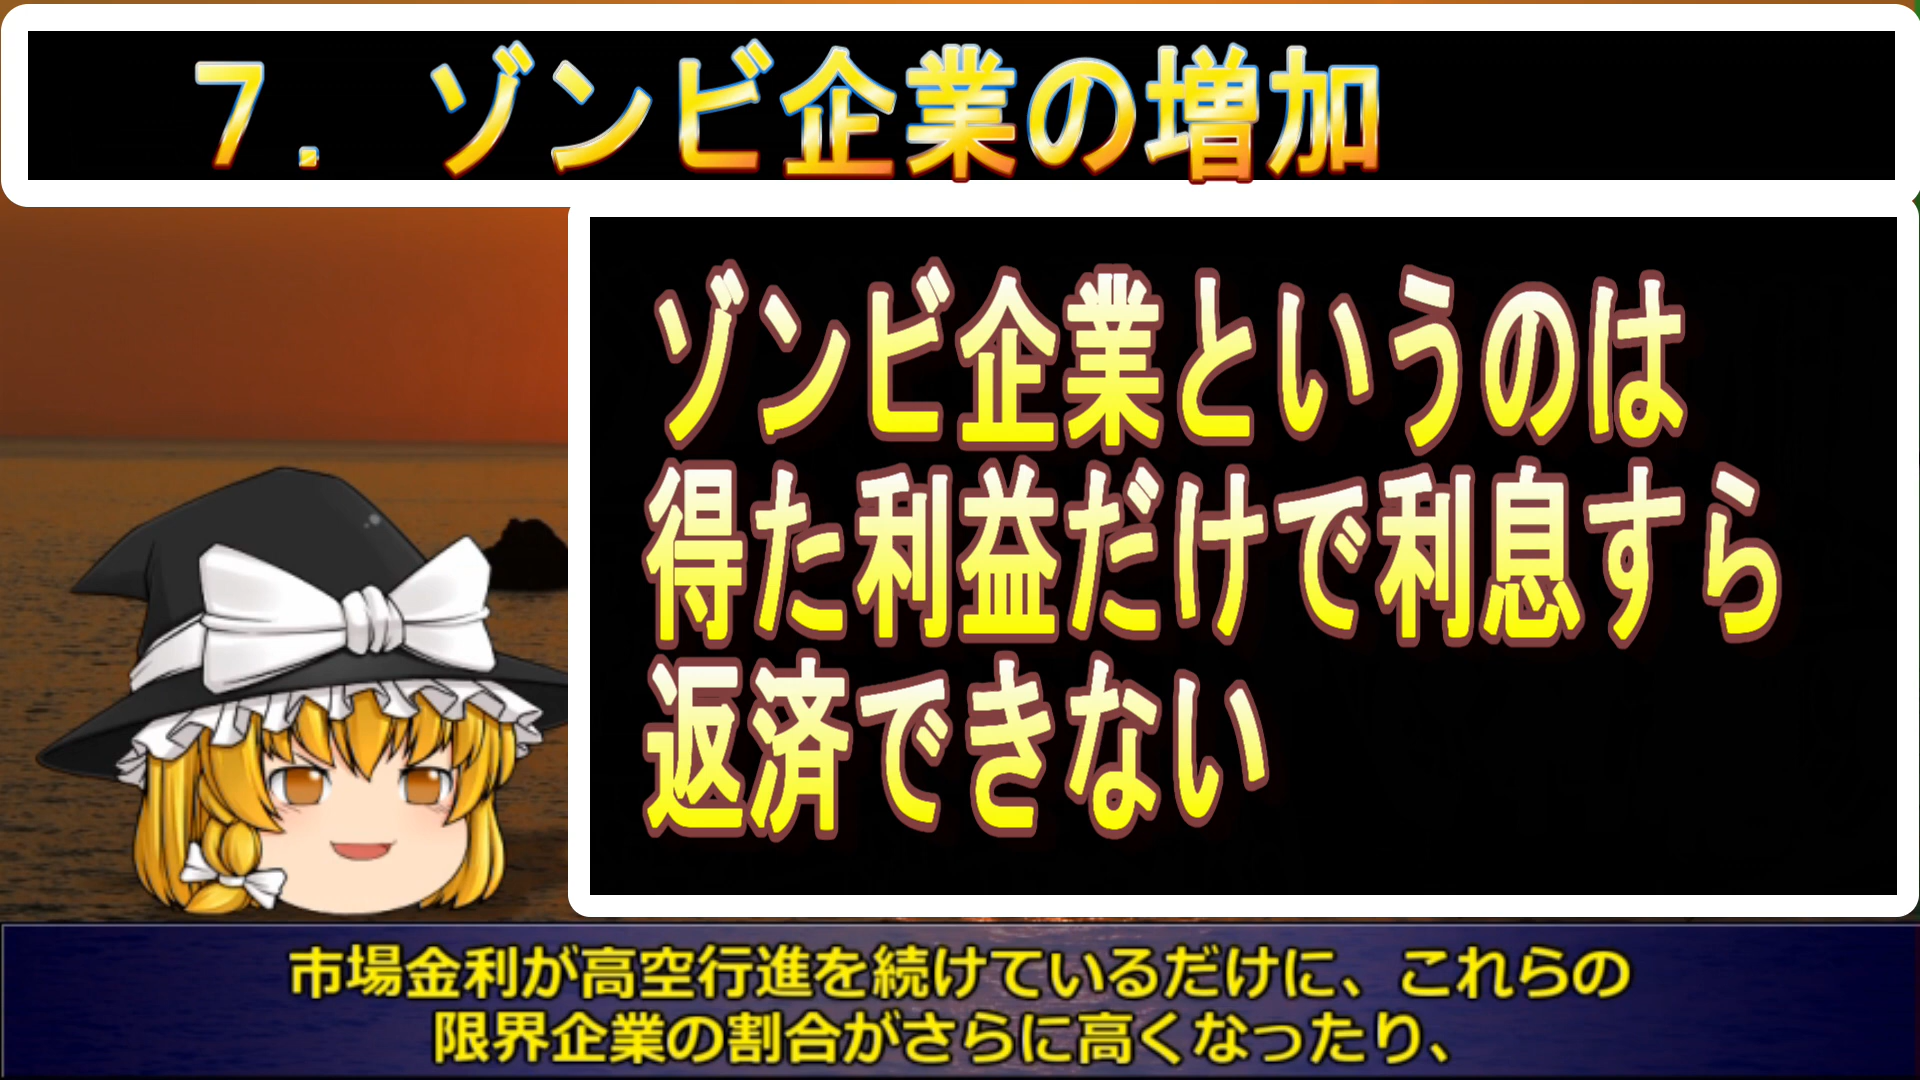 ７．ゾンビ企業の増加
ゾンビ企業というのは
得た利益だけで利息すら
返済できない
市場金利が高空行進を続けているだけに、これらの
限界企業の割合がさらに高くなったり、